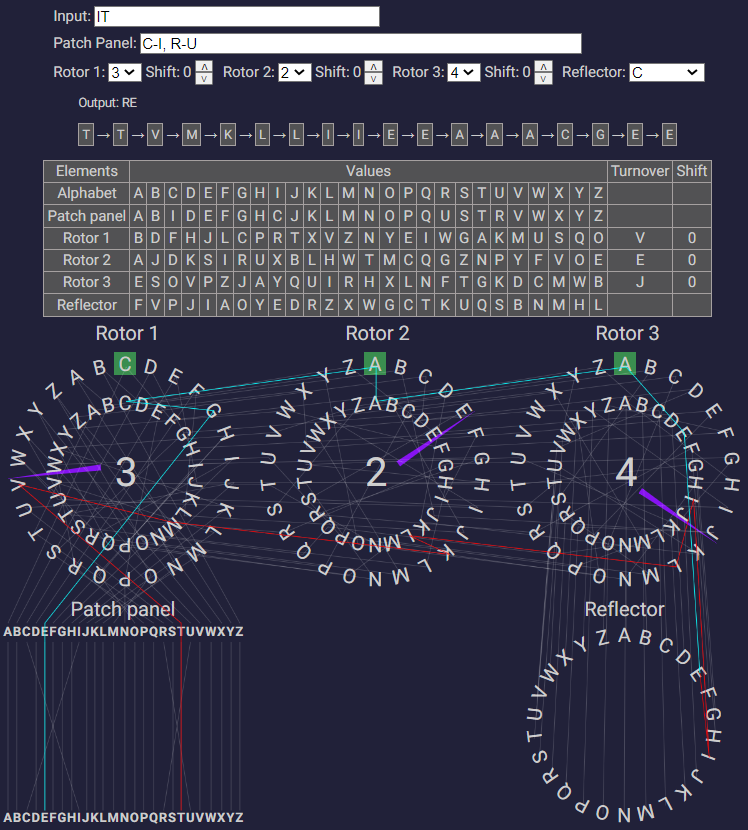 Input: IT
Patch Panel: C-I, R-U
Rotor 1: 3 Shift: 0 ʌ v Rotor 2: 2 Shift: 0 ʌ v Rotor 3: 4 Shift: 0 ʌ v Reflector: C
Output: RE
T → T → V → M → K → L → L → I → I → E → E → A → A → A → C → G → E → E
Elements Values Turnover Shift
Alphabet A B C D E F G H I J K L M N O P Q R S T U V W X Y Z
Patch panel A B I D E F G H C J K L M N O P Q U S T R V W X Y Z
Rotor 1 B D F H J L C P R T X V Z N Y E I W G A K M U S Q O V 0
Rotor 2 A J D K S I R U X B L H W T M C Q G Z N P Y F V O E E 0
Rotor 3 E S O V P Z J A Y Q U I R H X L N F T G K D C M W B J 0
Reflector F V P J I A O Y E D R Z X W G C T K U Q S B N M H L
Rotor 1 Rotor 2 Rotor 3
C D E F G H I J K L M N O P Q R S T U V W X Y Z A B
C D E F G H I J K L M N O P Q R S T U V W X Y Z A B
3
A B C D E F G H I J K L M N O P Q R S T U V W X Y Z
A B C D E F G H I J K L M N O P Q R S T U V W X Y Z
2
A B C D E F G H I J K L M N O P Q R S T U V W X Y Z
A B C D E F G H I J K L M N O P Q R S T U V W X Y Z
4
Patch panel Reflector
ABCDEFGHIJKLMNOPQRSTUVWXYZ
A B C D E F G H I J K L M N O P Q R S T U V W X Y Z
ABCDEFGHIJKLMNOPQRSTUVWXYZ